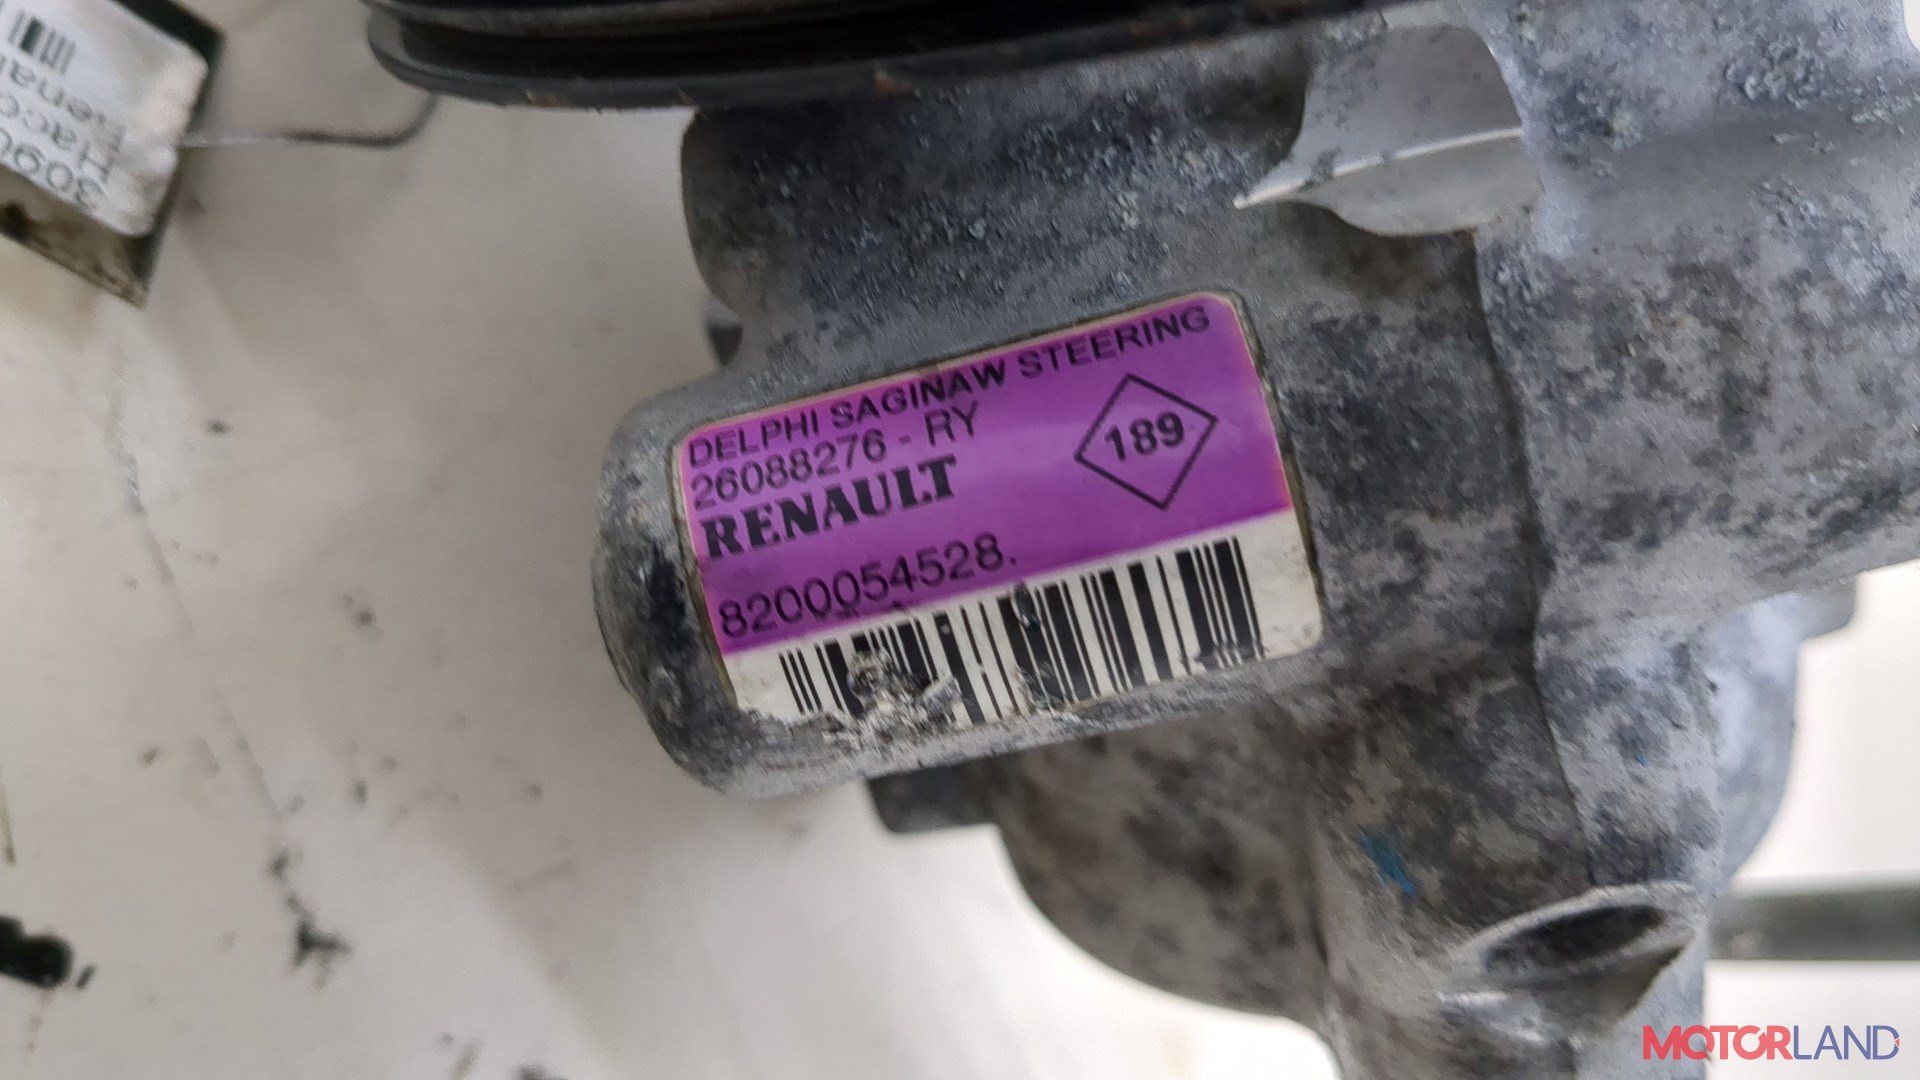 DELPHI SAGINAW STEERING
26088276 - RY
RENAULT
189
8200054528.
MOTORLAND